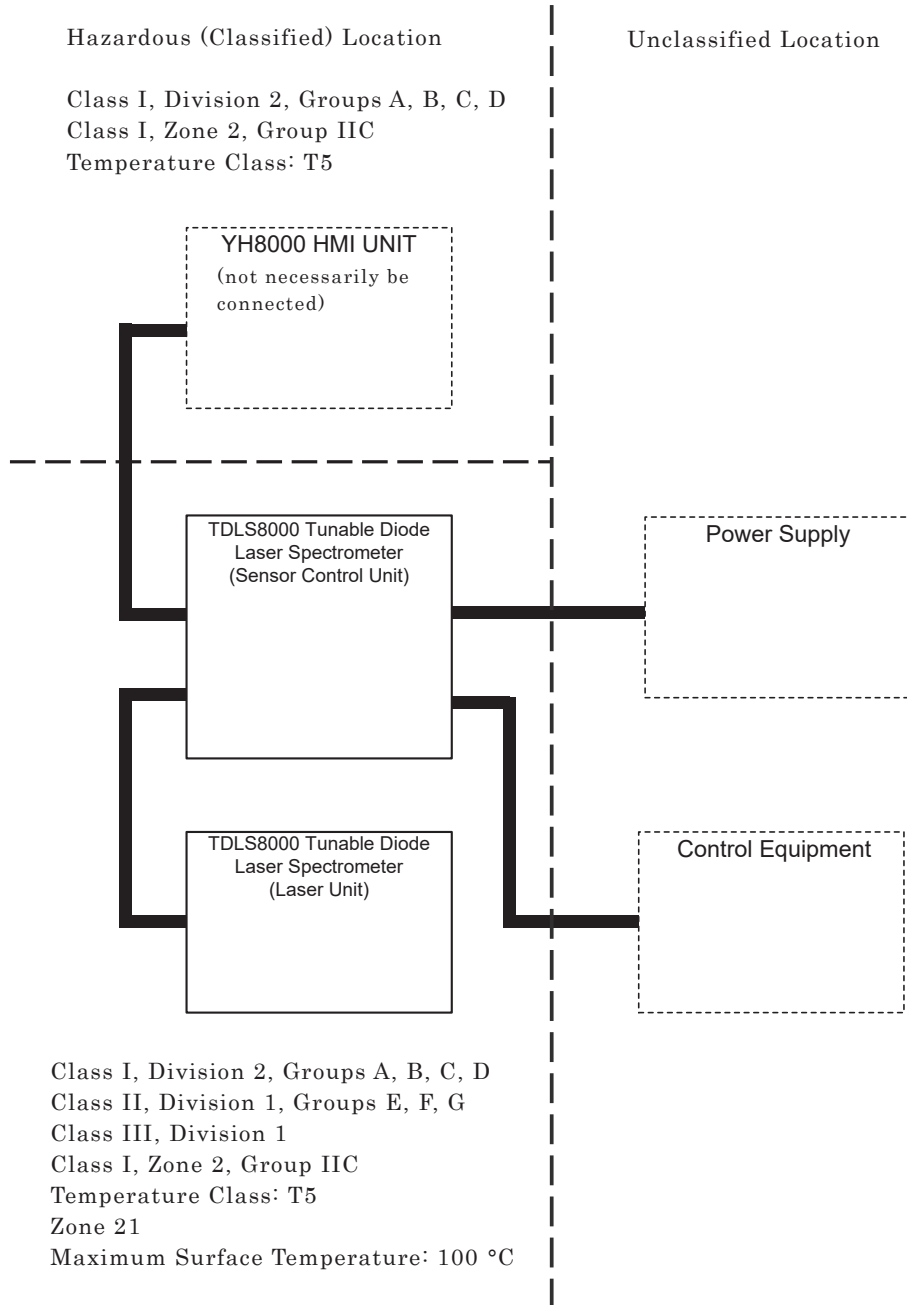 Hazardous (Classified) Location
Unclassified Location
Class I, Division 2, Groups A, B, C, D
Class I, Zone 2, Group IIC
Temperature Class: T5
YH8000 HMI UNIT
(not necessarily be
connected)
TDLS8000 Tunable Diode
Laser Spectrometer
(Sensor Control Unit)
Power Supply
TDLS8000 Tunable Diode
Laser Spectrometer
(Laser Unit)
Control Equipment
Class I, Division 2, Groups A, B, C, D
Class II, Division 1, Groups E, F, G
Class III, Division 1
Class I, Zone 2, Group IIC
Temperature Class: T5
Zone 21
Maximum Surface Temperature: 100 °C